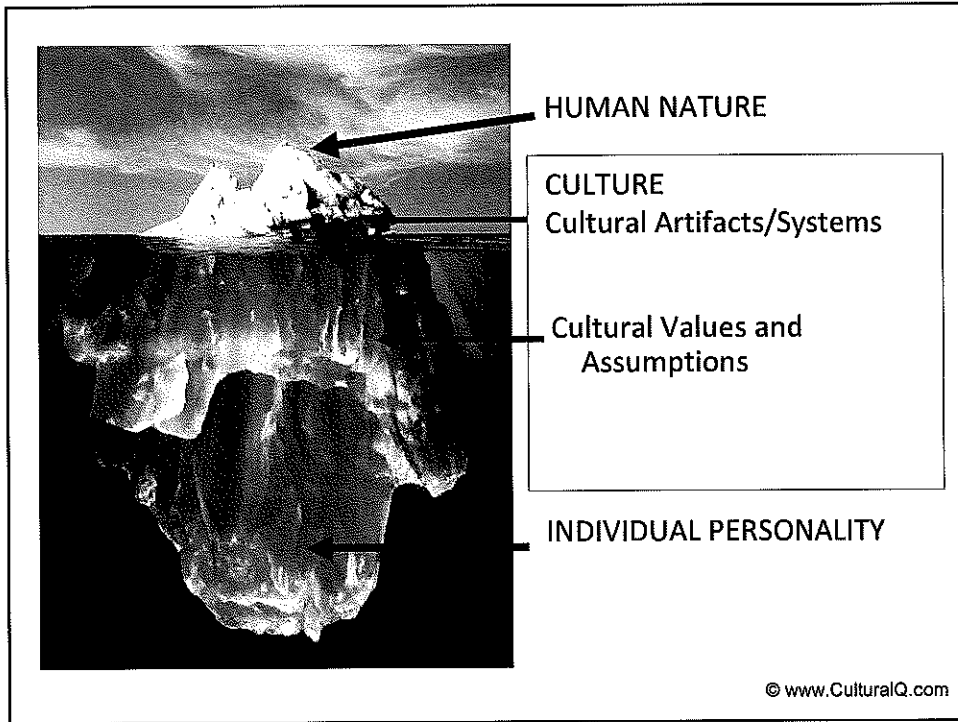 HUMAN NATURE
CULTURE
Cultural Artifacts/Systems
Cultural Values and
Assumptions
INDIVIDUAL PERSONALITY
© www.CulturalQ.com